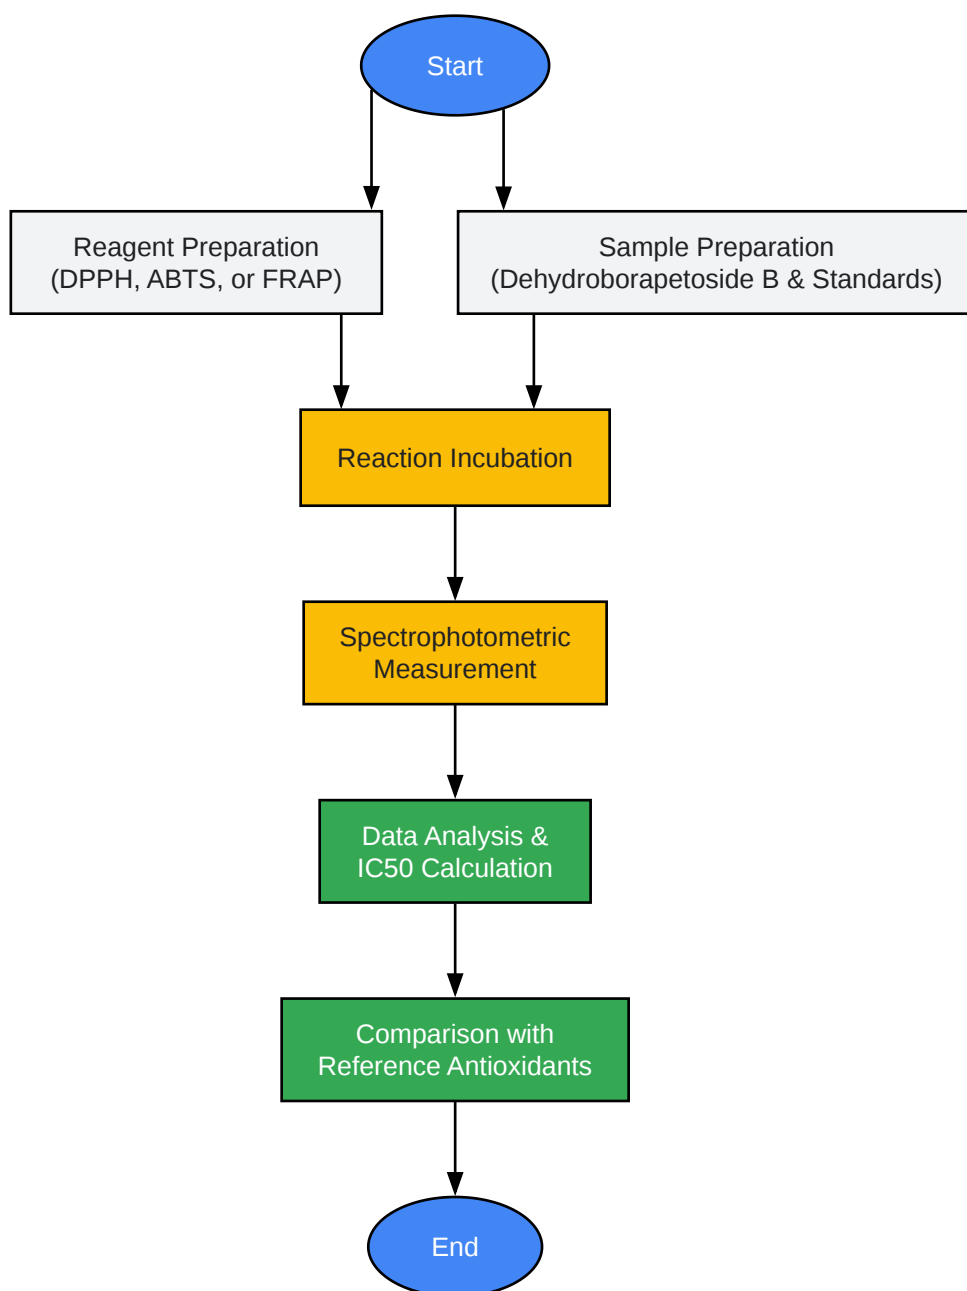 Start
Reagent Preparation
(DPPH, ABTS, or FRAP)
Sample Preparation
(Dehydroborapetoside B & Standards)
Reaction Incubation
Spectrophotometric
Measurement
Data Analysis &
IC50 Calculation
Comparison with
Reference Antioxidants
End